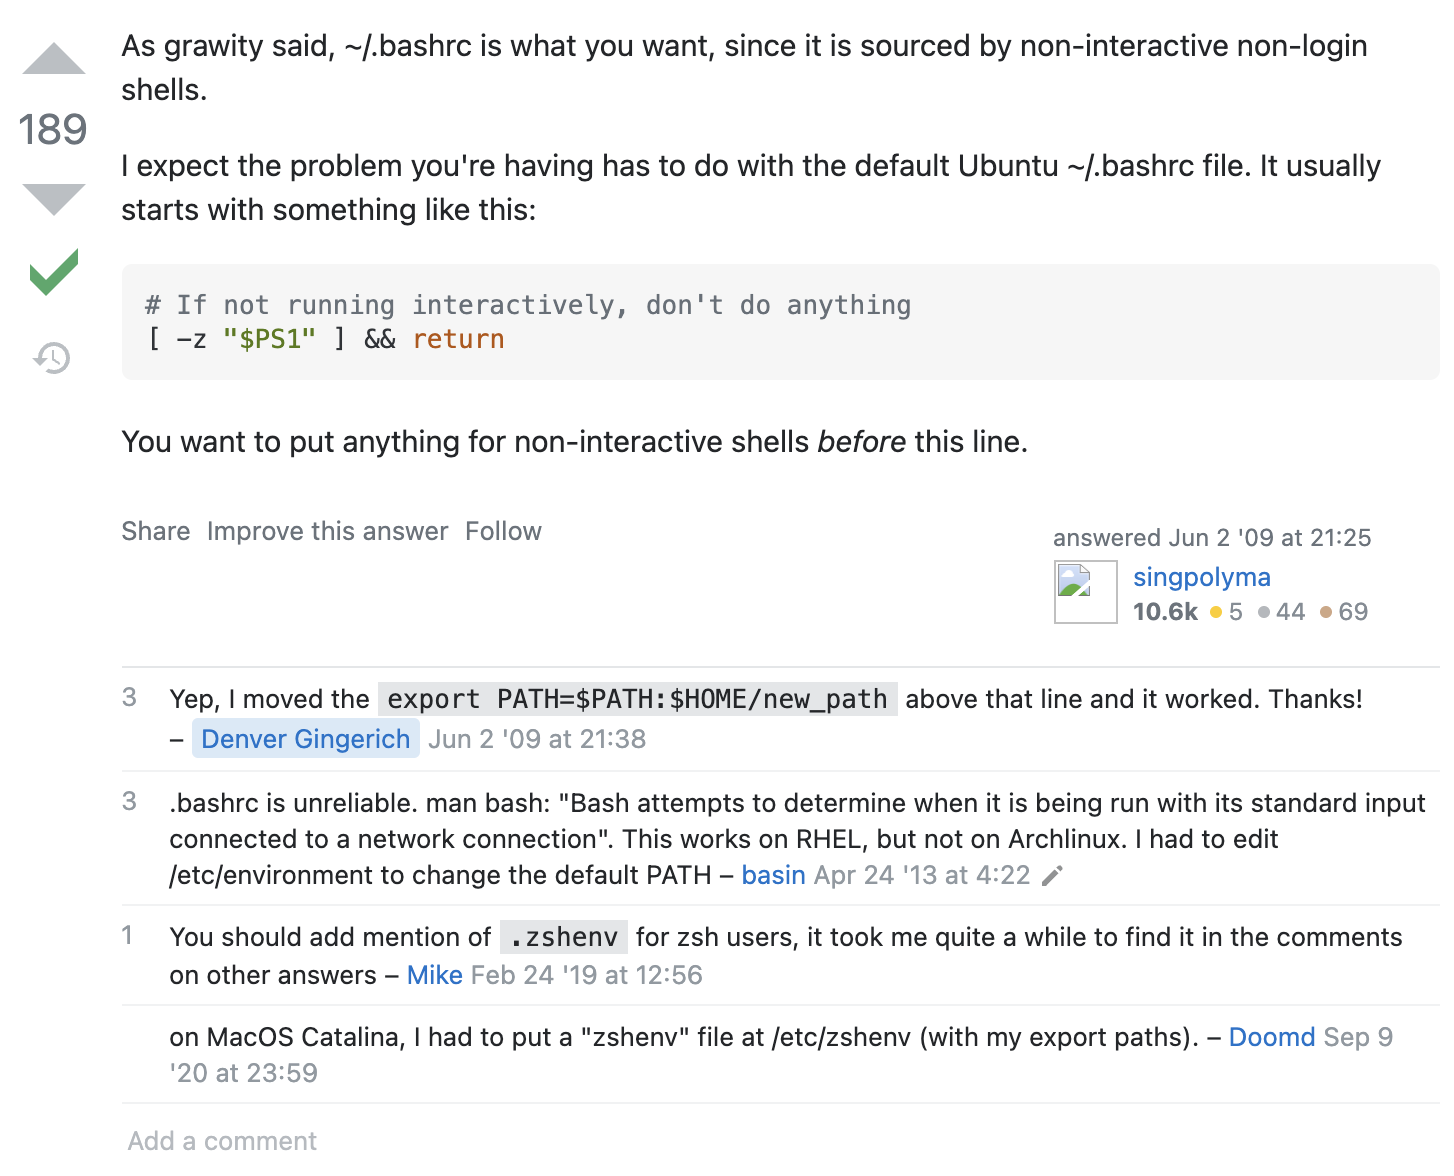 As grawity said, ~/.bashrc is what you want, since it is sourced by non-interactive non-login
shells.
189
I expect the problem you're having has to do with the default Ubuntu ~/.bashrc file. It usually
starts with something like this:
# If not running interactively, don't do anything
[ -z "$PS1" ] && return
You want to put anything for non-interactive shells before this line.
Share Improve this answer Follow
answered Jun 2 '09 at 21:25
singpolyma
10.6k 5 44 69
3 Yep, I moved the export PATH=$PATH:$HOME/new_path above that line and it worked. Thanks!
– Denver Gingerich Jun 2 '09 at 21:38
3 .bashrc is unreliable. man bash: "Bash attempts to determine when it is being run with its standard input
connected to a network connection". This works on RHEL, but not on Archlinux. I had to edit
/etc/environment to change the default PATH – basin Apr 24 '13 at 4:22
1 You should add mention of .zshenv for zsh users, it took me quite a while to find it in the comments
on other answers – Mike Feb 24 '19 at 12:56
on MacOS Catalina, I had to put a "zshenv" file at /etc/zshenv (with my export paths). – Doomd Sep 9
'20 at 23:59
Add a comment